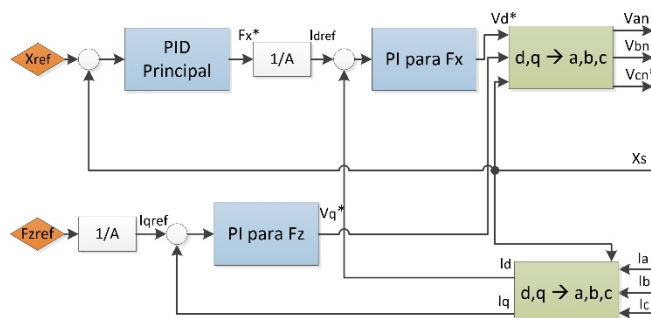 Xref
PID
Principal
Fx*
1/A
Idref
PI para Fx
Vd*
d,q → a,b,c
Van
Vbn
Vcn*
Xs
Fzref
1/A
Iqref
PI para Fz
Vq*
Id
Iq
d,q → a,b,c
Ia
Ib
Ic